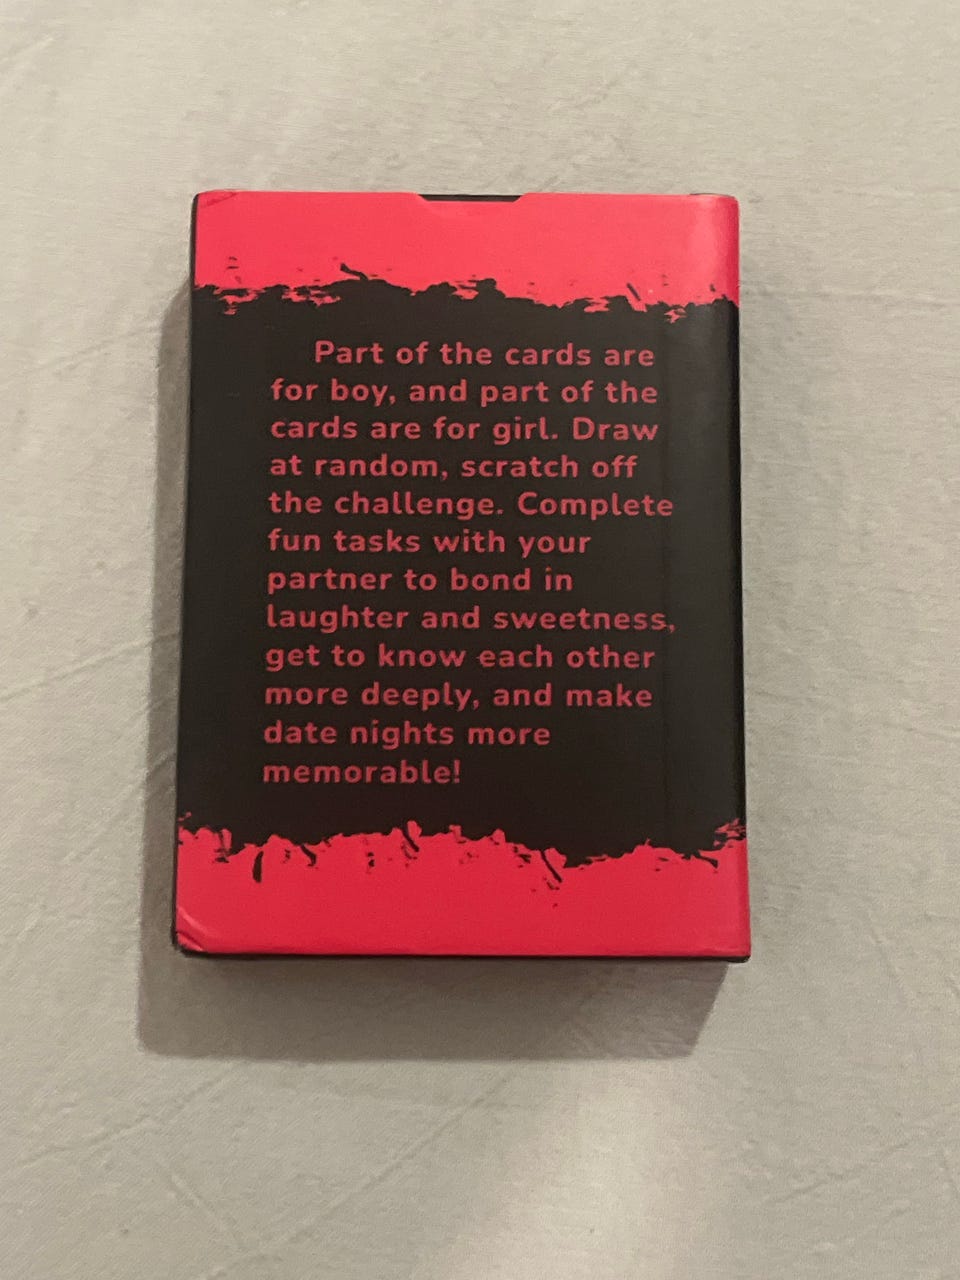 Part of the cards are
for boy, and part of the
cards are for girl. Draw
at random, scratch off
the challenge. Complete
fun tasks with your
partner to bond in
laughter and sweetness,
get to know each other
more deeply, and make
date nights more
memorable!